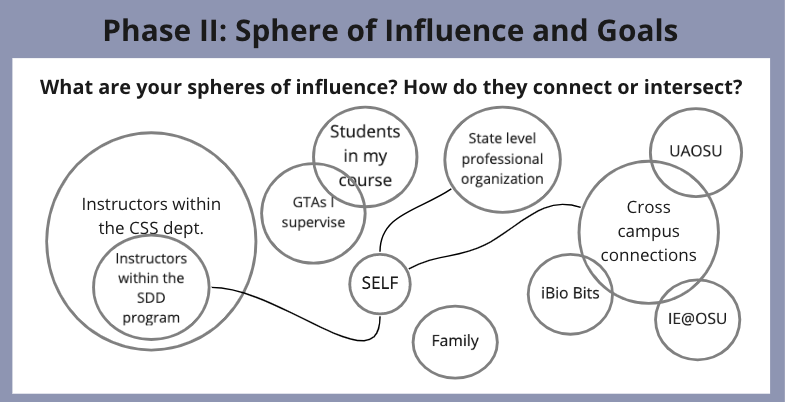 Phase II: Sphere of Influence and Goals
What are your spheres of influence? How do they connect or intersect?
Instructors within
the CSS dept.
Instructors
within the
SDD
program
Students
in my
course
GTAs I
supervise
State level
professional
organization
SELF
Family
UAOSU
Cross
campus
connections
iBio Bits
IE@OSU